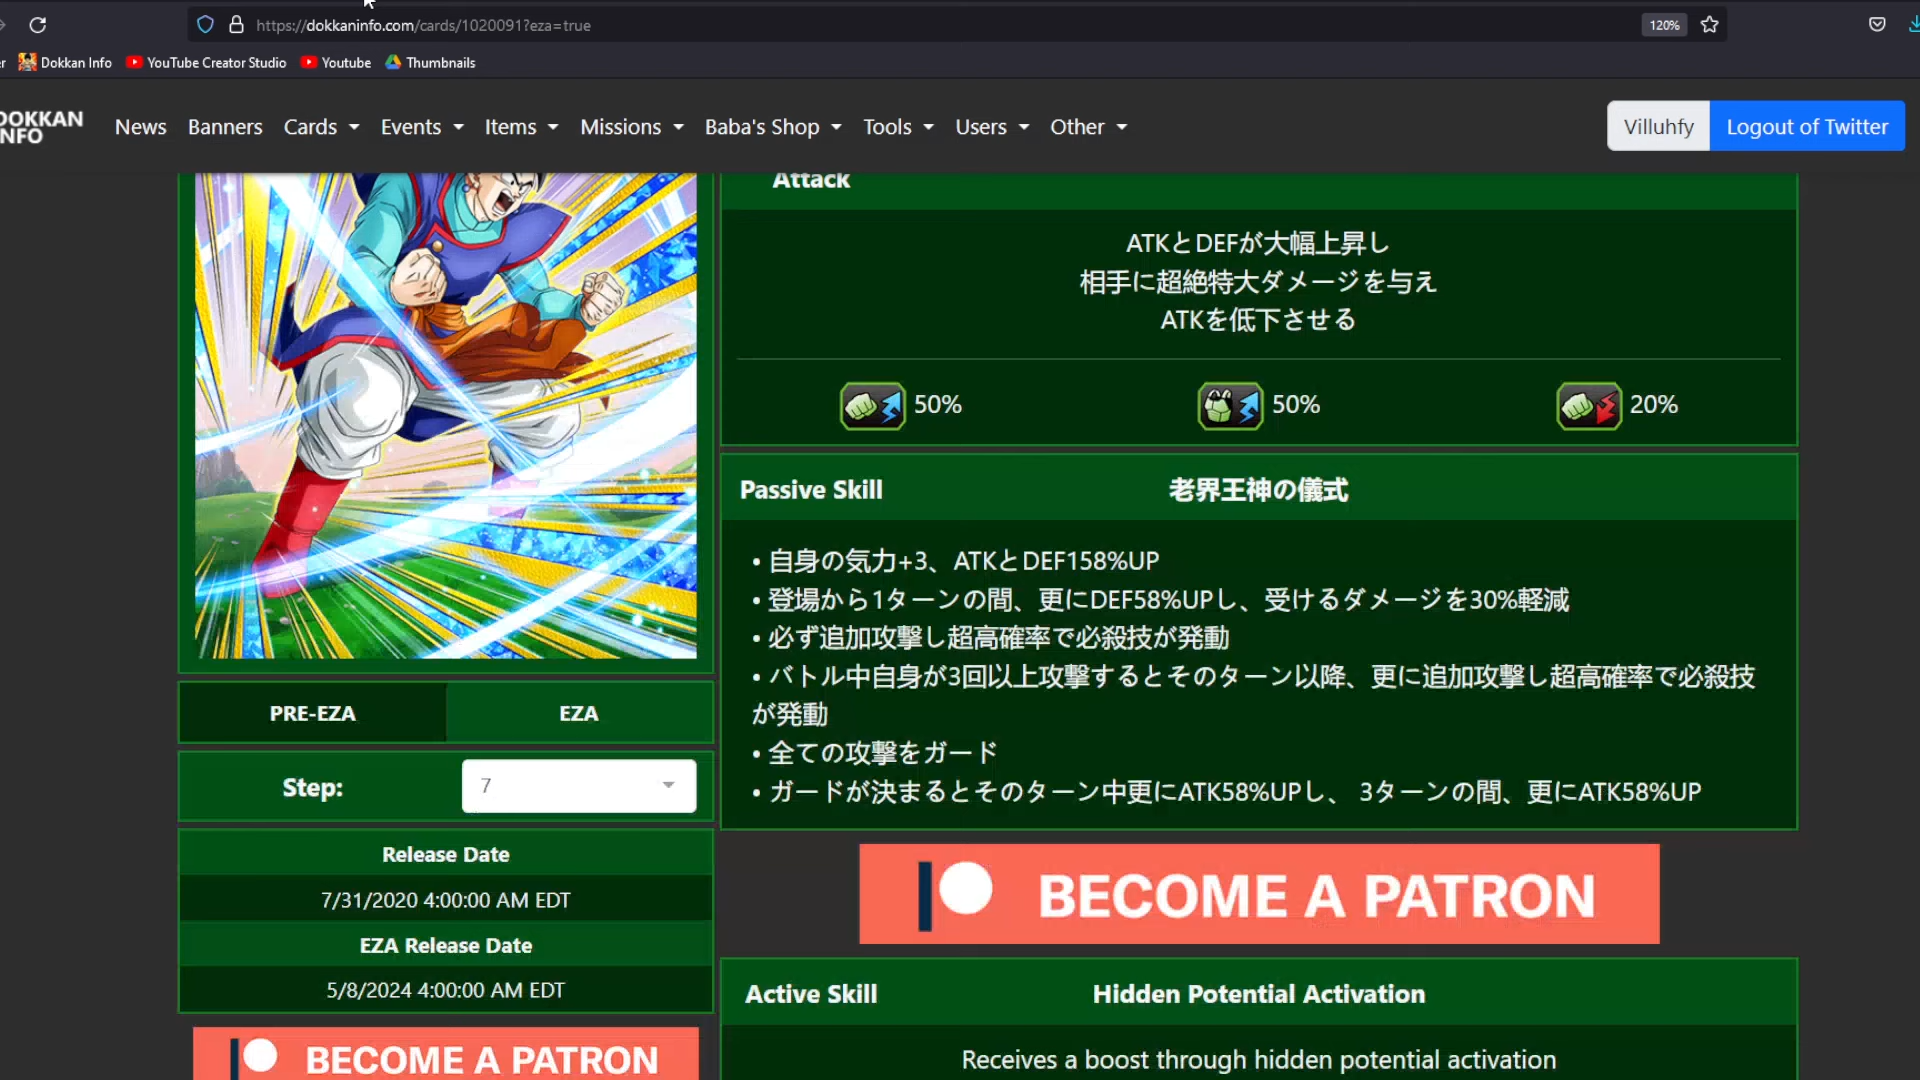 https://dokkaninfo.com/cards/1020091?eza=true
120%
Dokkan Info YouTube Creator Studio Youtube Thumbnails
DOKKAN
INFO
News Banners Cards Events Items Missions Baba's Shop Tools Users Other Villuhfy Logout of Twitter
Attack
ATKとDEFが大幅上昇し
相手に超絶特大ダメージを与え
ATKを低下させる
50% 50% 20%
Passive Skill 老界王神の儀式
• 自身の気力+3、ATKとDEF158%UP
• 登場から1ターンの間、更にDEF58%UPし、受けるダメージを30%軽減
• 必ず追加攻撃し超高確率で必殺技が発動
• バトル中自身が3回以上攻撃するとそのターン以降、更に追加攻撃し超高確率で必殺技
が発動
• 全ての攻撃をガード
• ガードが決まるとそのターン中更にATK58%UPし、 3ターンの間、更にATK58%UP
PRE-EZA EZA
Step: 7
Release Date
7/31/2020 4:00:00 AM EDT
EZA Release Date
5/8/2024 4:00:00 AM EDT
BECOME A PATRON
BECOME A PATRON
Active Skill Hidden Potential Activation
Receives a boost through hidden potential activation